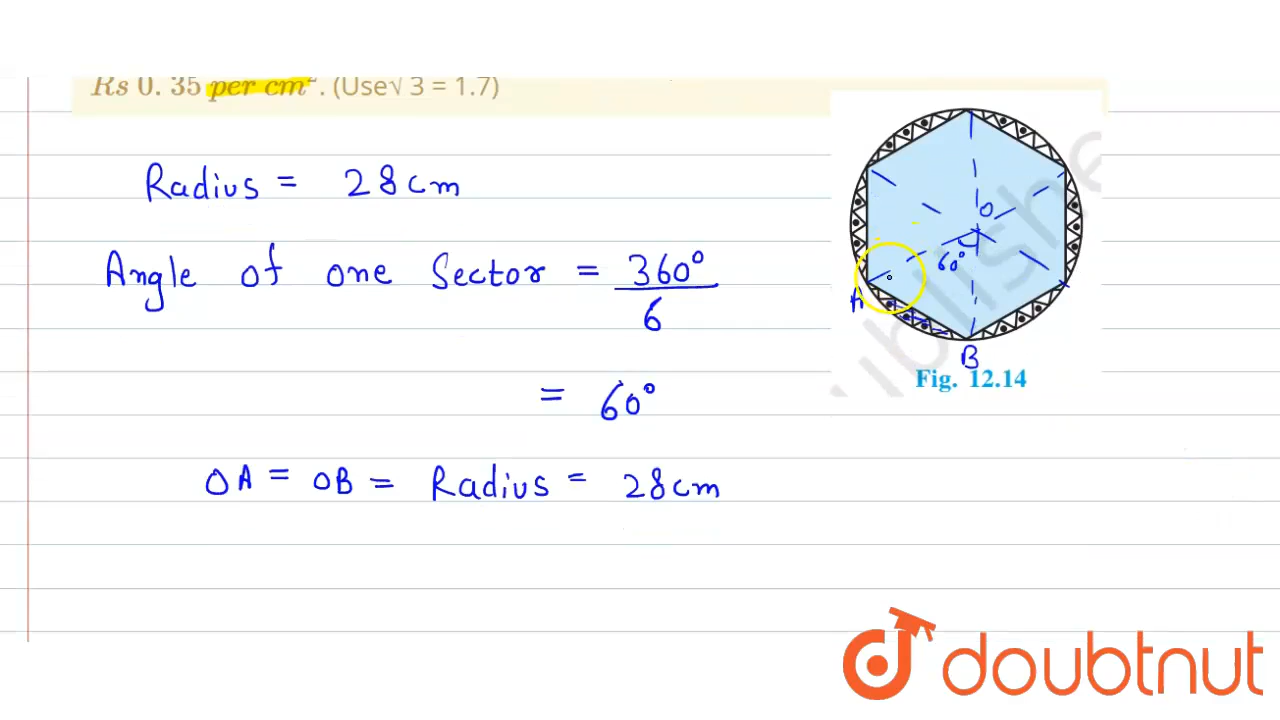 Rs 0. 35 per cm². (Use√ 3 = 1.7)
Radius = 28 cm
Angle of one Sector = 360°
6
= 60°
OA = OB = Radius = 28 cm
O
60°
A
B
Fig. 12.14
doubtnut